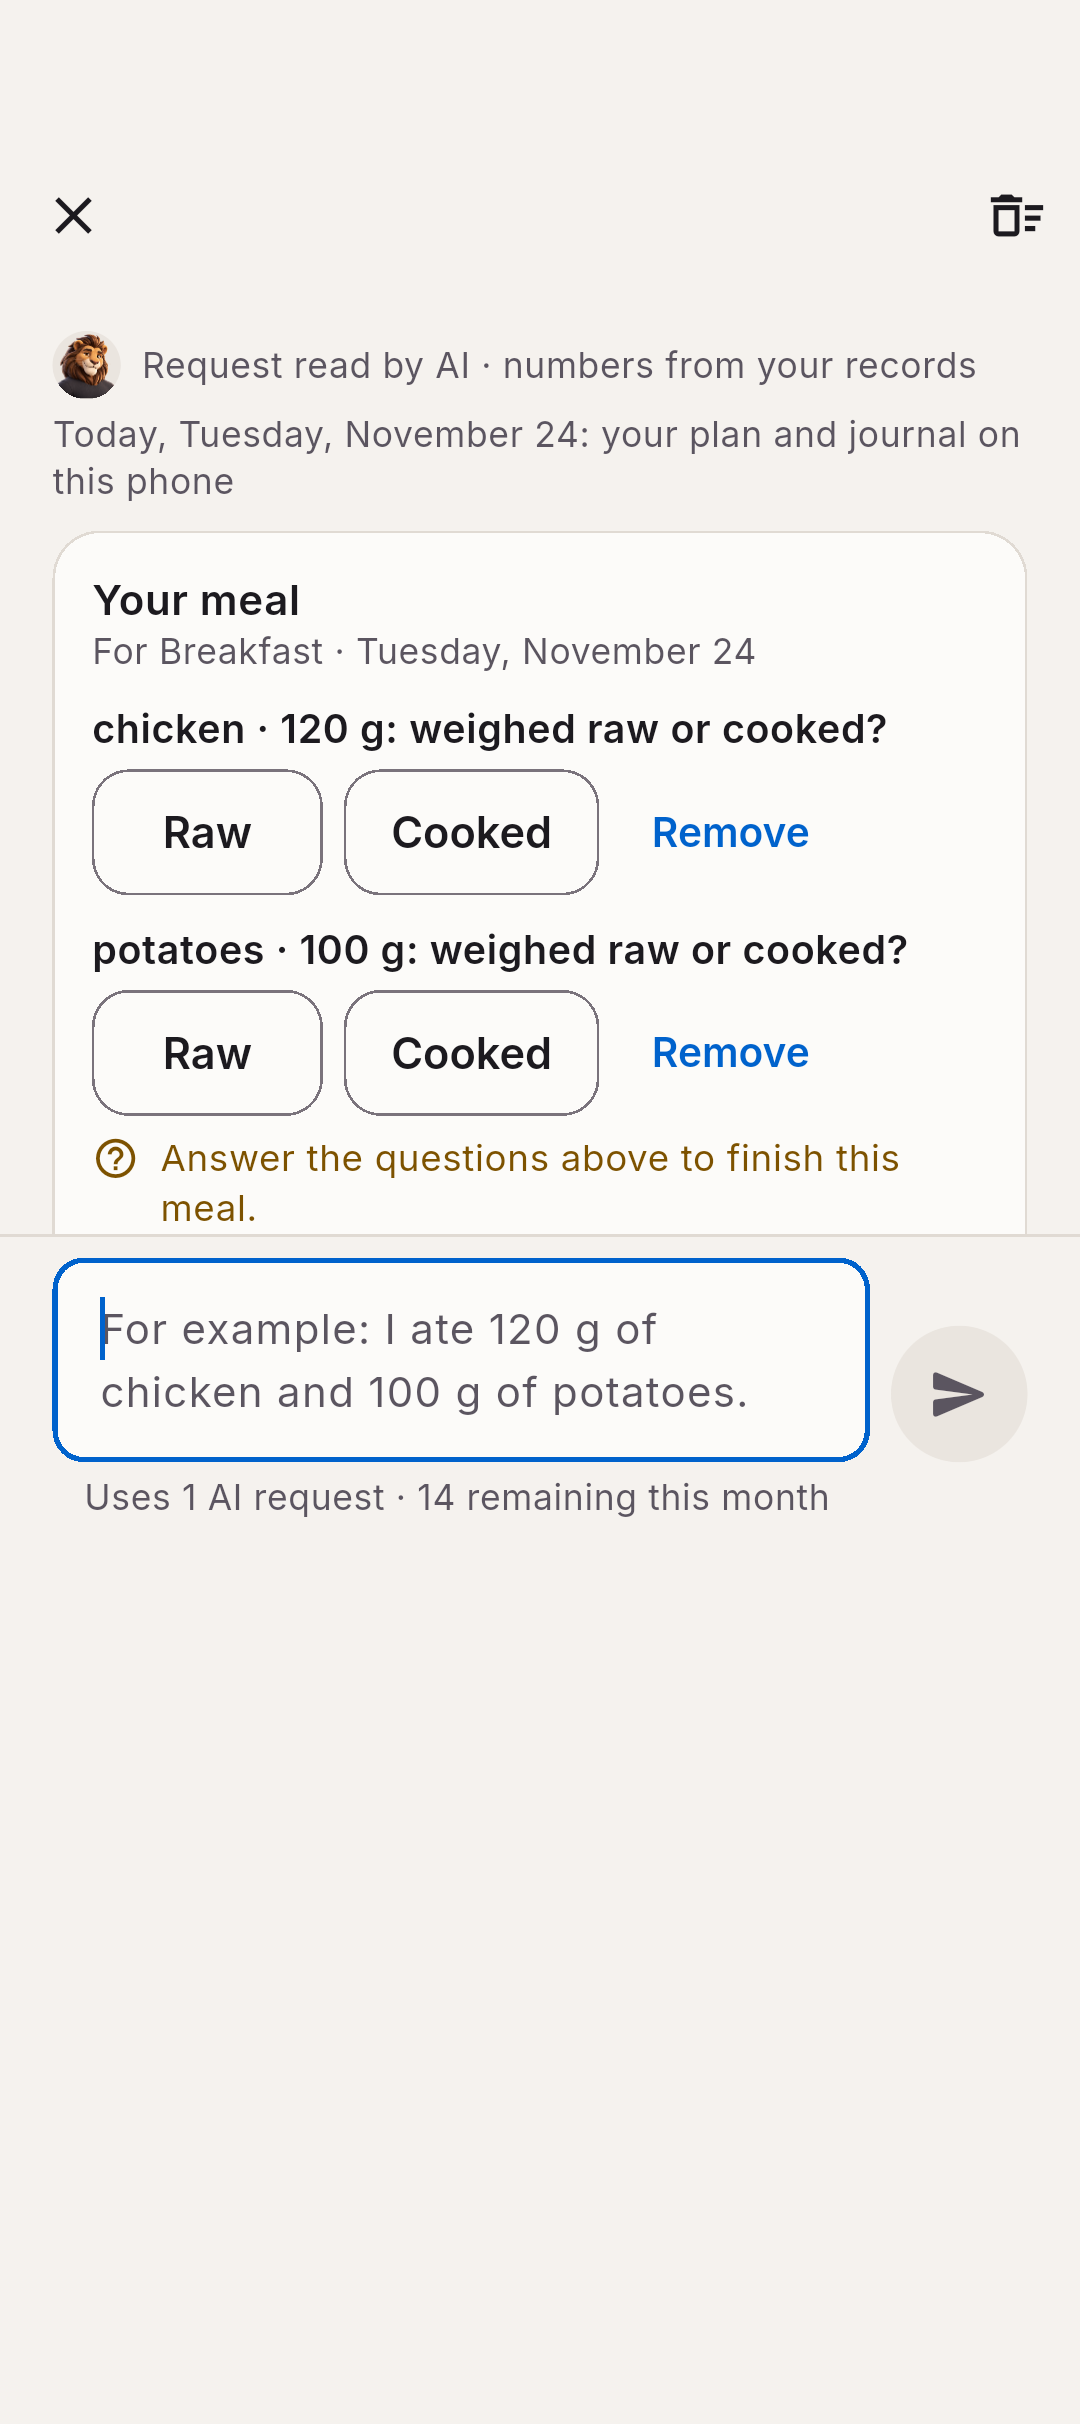 Request read by AI · numbers from your records
Today, Tuesday, November 24: your plan and journal on
this phone
Your meal
For Breakfast · Tuesday, November 24
chicken · 120 g: weighed raw or cooked?
Raw Cooked Remove
potatoes · 100 g: weighed raw or cooked?
Raw Cooked Remove
Answer the questions above to finish this
meal.
For example: I ate 120 g of
chicken and 100 g of potatoes.
Uses 1 AI request · 14 remaining this month